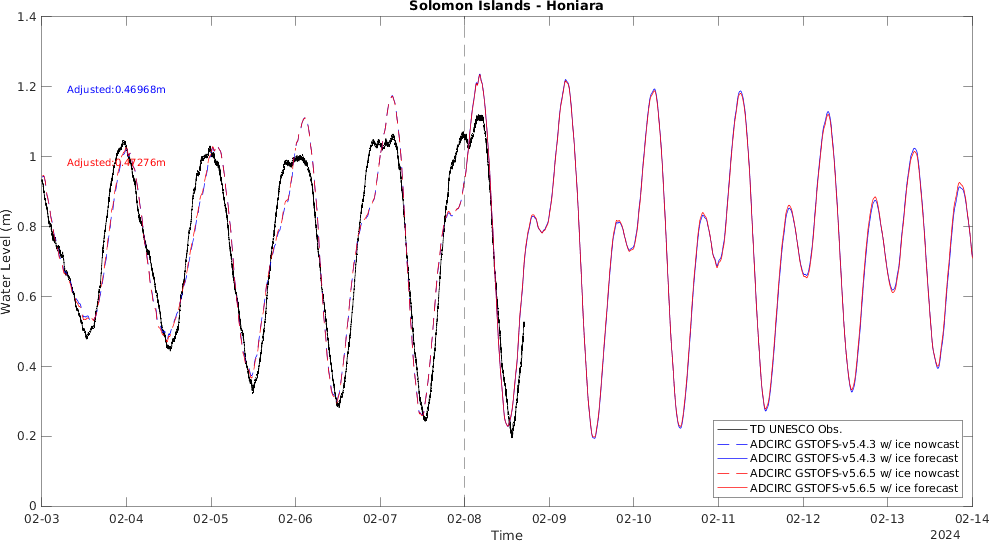 Solomon Islands - Honiara
1.4
1.2
1
0.8
0.6
0.4
0.2
0
Water Level (m)
Adjusted:0.46968m
Adjusted:0.47276m
TD UNESCO Obs.
ADCIRC GSTOFS-v5.4.3 w/ ice nowcast
ADCIRC GSTOFS-v5.4.3 w/ ice forecast
ADCIRC GSTOFS-v5.6.5 w/ ice nowcast
ADCIRC GSTOFS-v5.6.5 w/ ice forecast
02-03 02-04 02-05 02-06 02-07 02-08 02-09 02-10 02-11 02-12 02-13 02-14
Time
2024